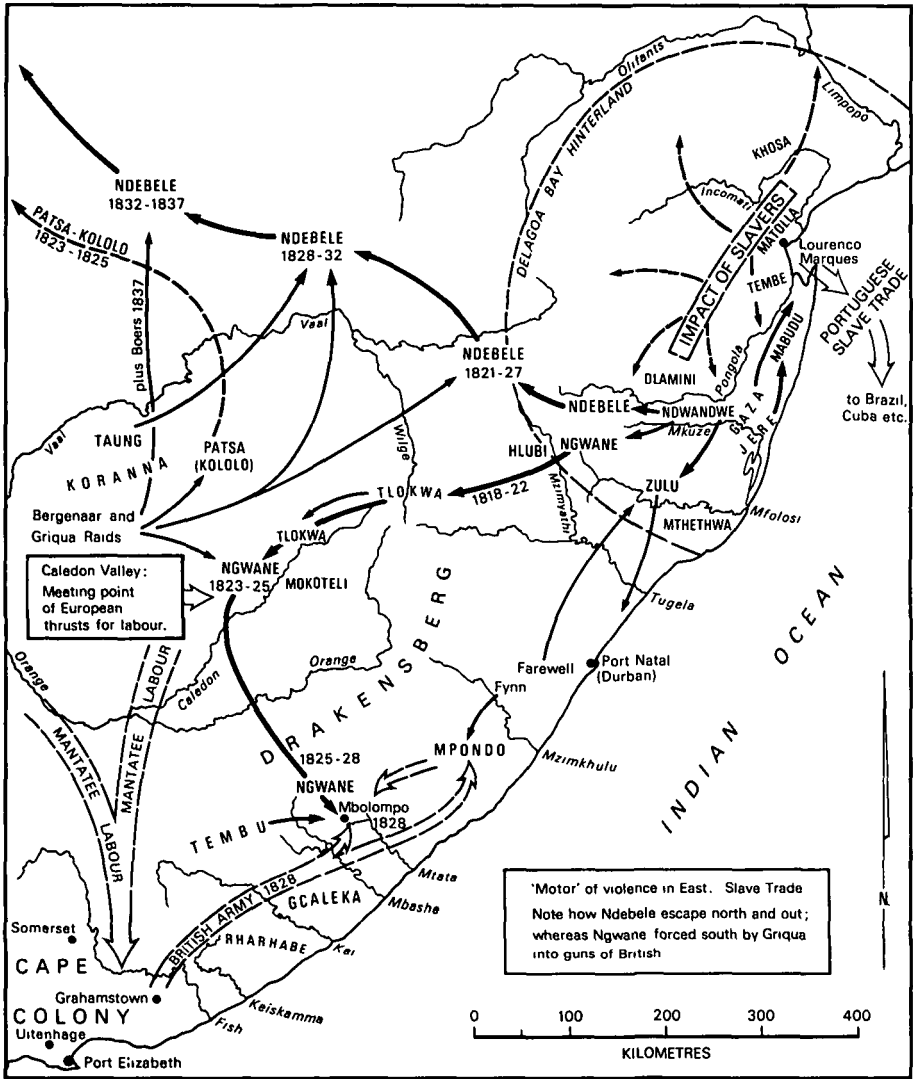 Olifants
Limpopo
DELAGOA BAY HINTERLAND
KHOSA
NDEBELE
1832-1837
Incomati
IMPACT OF SLAVERS
MATOLLA
PATSA-KOLOLO
1823-1825
NDEBELE
1828-32
Lourenco
Marques
TEMBE
PORTUGUESE
SLAVE TRADE
plus Boers 1837
Vaal
MABUDU
NDEBELE
1821-27
Pongola
DLAMINI
to Brazil,
Cuba etc.
NDEBELE
NDWANDWE
GAZA
Vaal
TAUNG
PATSA
(KOLOLO)
Wilge
Mkuze
JERE
HLUBI
NGWANE
KORANNA
Mzimyathi
TLOKWA
1818-22
ZULU
Mfolosi
Bergenaar and
Griqua Raids
TLOKWA
MTHETHWA
NGWANE
1823-25
MOKOTELI
Caledon Valley:
Meeting point
of European
thrusts for labour.
Tugela
Orange
LABOUR
Caledon
Orange
DRAKENSBERG
Farewell
Port Natal
(Durban)
INDIAN OCEAN
Fynn
MANTATEE
MANTATEE
LABOUR
1825-28
MPONDO
Mzimkhulu
NGWANE
Mbolompo
1828
TEMBU
BRITISH ARMY 1828
GCALEKA
Mtata
Mbashe
'Motor' of violence in East. Slave Trade
Note how Ndebele escape north and out;
whereas Ngwane forced south by Griqua
into guns of British
N
Somerset
RHARHABE
Kei
CAPE
COLONY
Grahamstown
Keiskamma
Fish
Uitenhage
Port Elizabeth
0 100 200 300 400
KILOMETRES